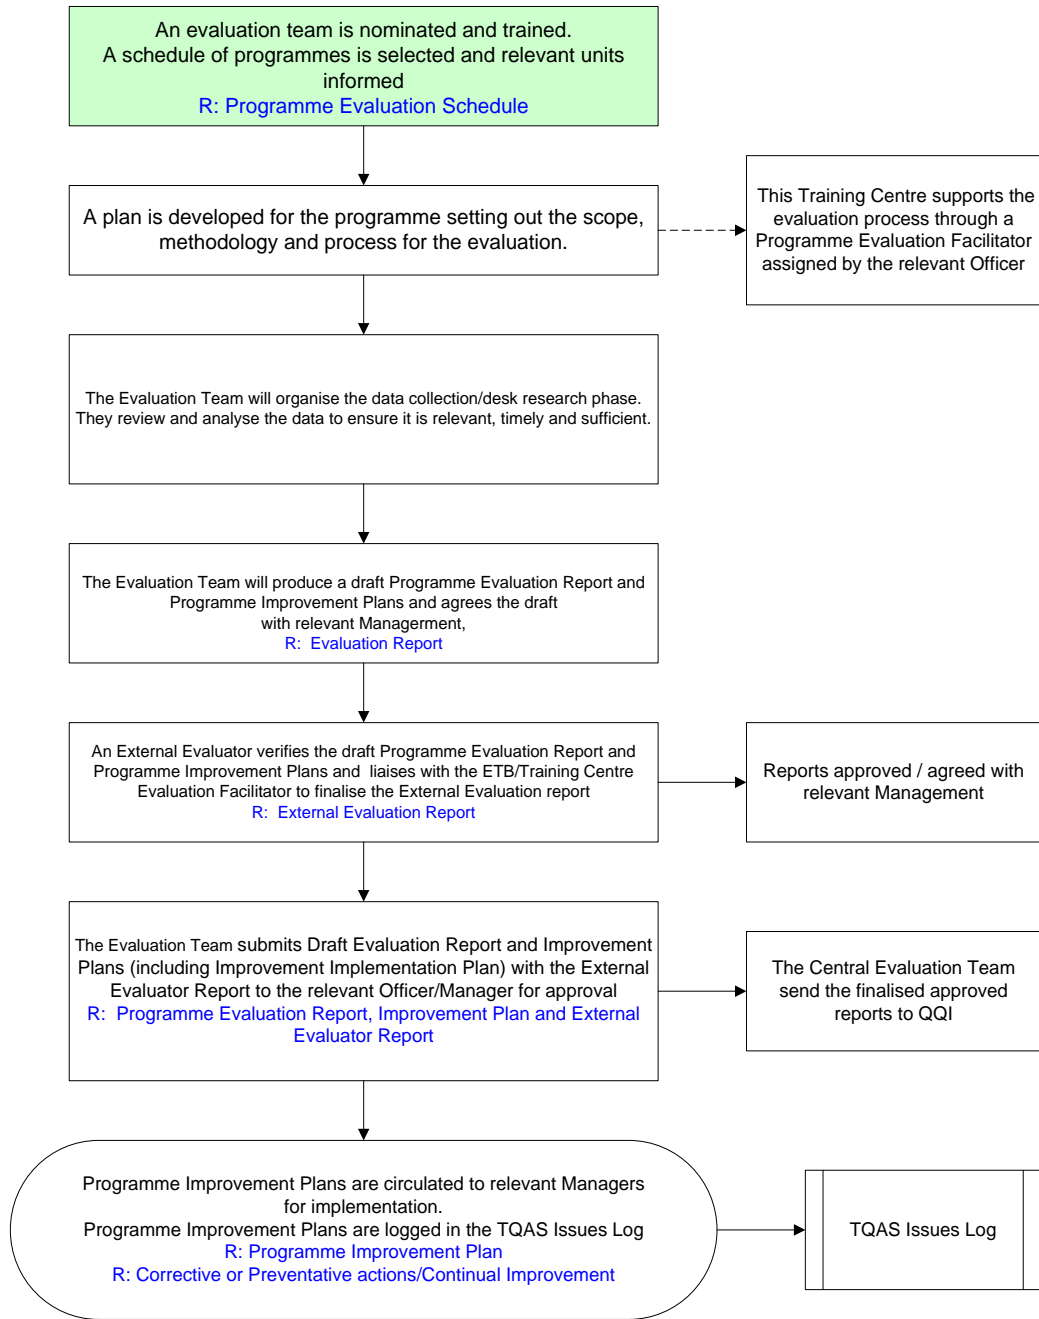 An evaluation team is nominated and trained.
A schedule of programmes is selected and relevant units
informed
R: Programme Evaluation Schedule
A plan is developed for the programme setting out the scope,
methodology and process for the evaluation.
This Training Centre supports the
evaluation process through a
Programme Evaluation Facilitator
assigned by the relevant Officer
The Evaluation Team will organise the data collection/desk research phase.
They review and analyse the data to ensure it is relevant, timely and sufficient.
The Evaluation Team will produce a draft Programme Evaluation Report and
Programme Improvement Plans and agrees the draft
with relevant Managerment,
R: Evaluation Report
An External Evaluator verifies the draft Programme Evaluation Report and
Programme Improvement Plans and liaises with the ETB/Training Centre
Evaluation Facilitator to finalise the External Evaluation report
R: External Evaluation Report
Reports approved / agreed with
relevant Management
The Evaluation Team submits Draft Evaluation Report and Improvement
Plans (including Improvement Implementation Plan) with the External
Evaluator Report to the relevant Officer/Manager for approval
R: Programme Evaluation Report, Improvement Plan and External
Evaluator Report
The Central Evaluation Team
send the finalised approved
reports to QQI
Programme Improvement Plans are circulated to relevant Managers
for implementation.
Programme Improvement Plans are logged in the TQAS Issues Log
R: Programme Improvement Plan
R: Corrective or Preventative actions/Continual Improvement
TQAS Issues Log